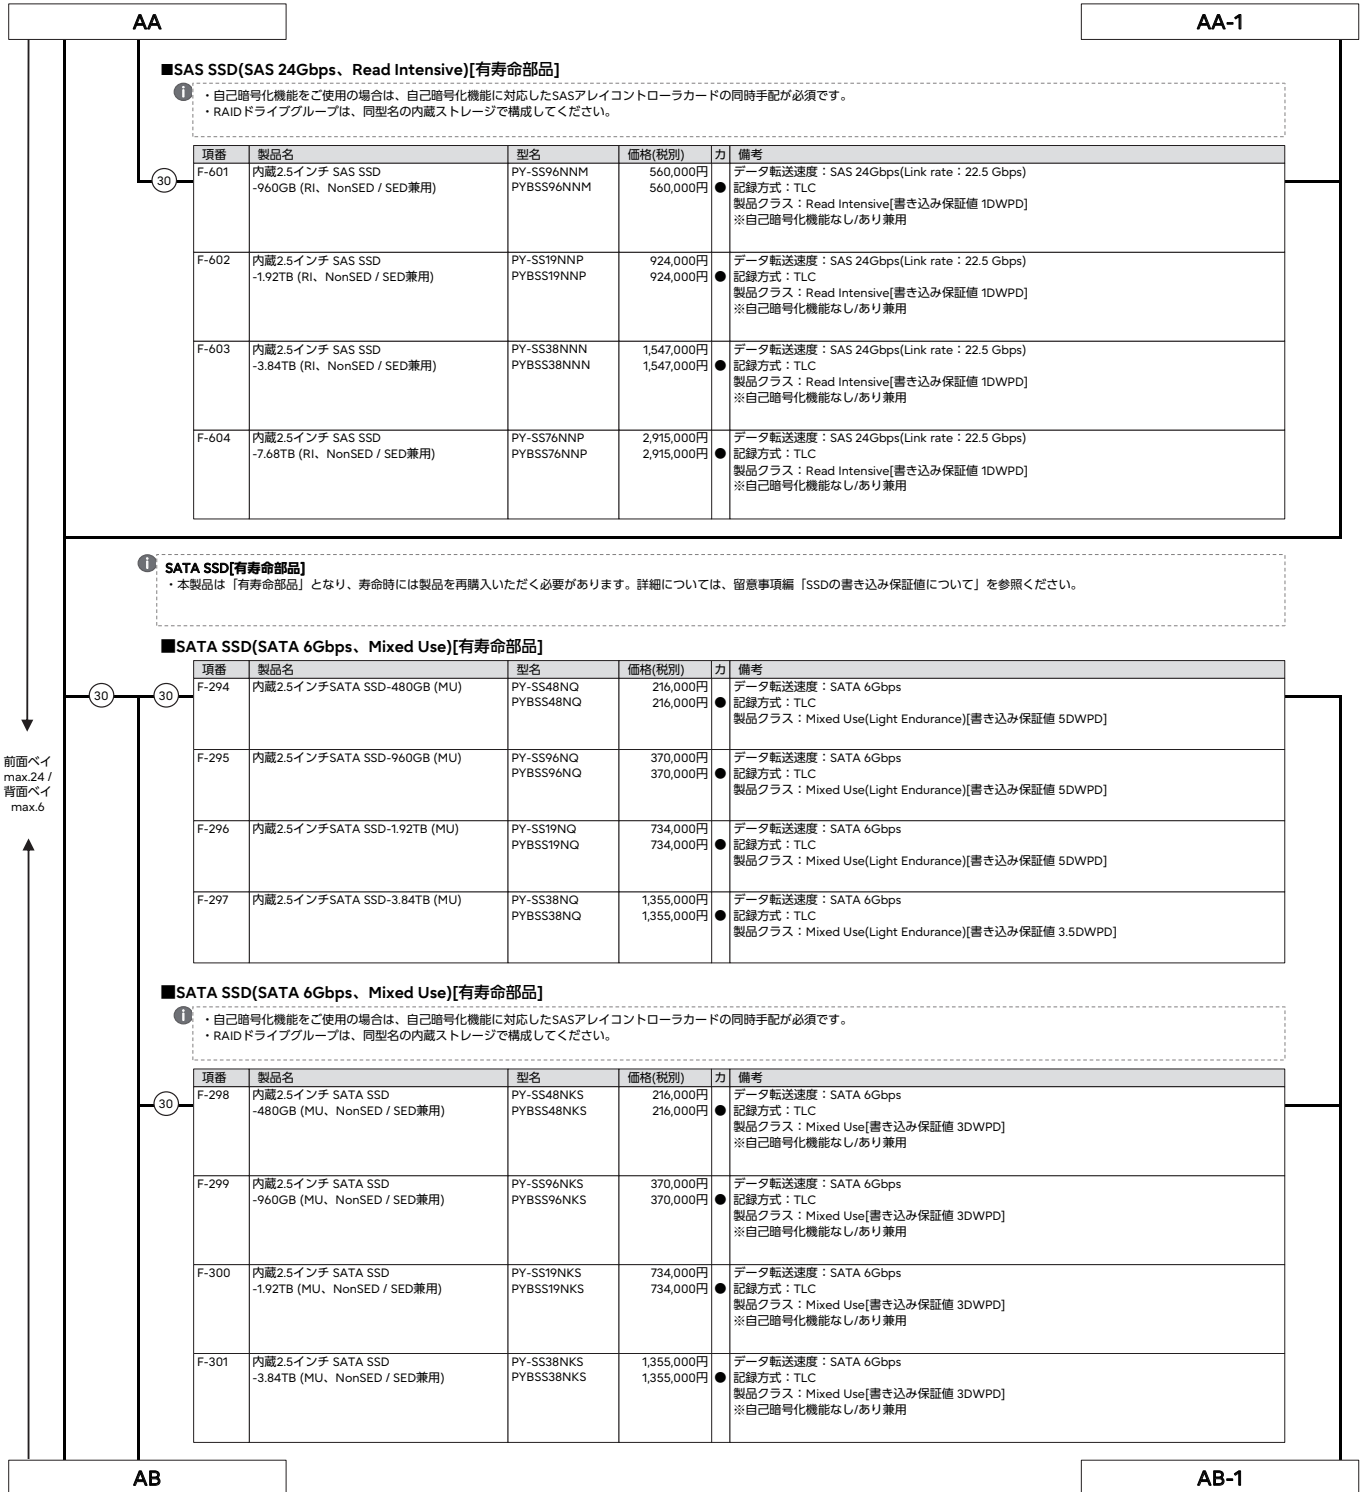 AA
AA-1
■SAS SSD(SAS 24Gbps、Read Intensive)[有寿命部品]
・自己暗号化機能をご使用の場合は、自己暗号化機能に対応したSASアレイコントローラカードの同時手配が必須です。
・RAIDドライブグループは、同型名の内蔵ストレージで構成してください。
項番 製品名 型名 価格(税別) カ 備考
30
F-601 内蔵2.5インチ SAS SSD PY-SS96NNM 560,000円 データ転送速度：SAS 24Gbps(Link rate：22.5 Gbps)
-960GB (RI、NonSED / SED兼用) PYBSS96NNM 560,000円 ● 記録方式：TLC
製品クラス：Read Intensive[書き込み保証値 1DWPD]
※自己暗号化機能なし/あり兼用
F-602 内蔵2.5インチ SAS SSD PY-SS19NNP 924,000円 データ転送速度：SAS 24Gbps(Link rate：22.5 Gbps)
-1.92TB (RI、NonSED / SED兼用) PYBSS19NNP 924,000円 ● 記録方式：TLC
製品クラス：Read Intensive[書き込み保証値 1DWPD]
※自己暗号化機能なし/あり兼用
F-603 内蔵2.5インチ SAS SSD PY-SS38NNN 1,547,000円 データ転送速度：SAS 24Gbps(Link rate：22.5 Gbps)
-3.84TB (RI、NonSED / SED兼用) PYBSS38NNN 1,547,000円 ● 記録方式：TLC
製品クラス：Read Intensive[書き込み保証値 1DWPD]
※自己暗号化機能なし/あり兼用
F-604 内蔵2.5インチ SAS SSD PY-SS76NNP 2,915,000円 データ転送速度：SAS 24Gbps(Link rate：22.5 Gbps)
-7.68TB (RI、NonSED / SED兼用) PYBSS76NNP 2,915,000円 ● 記録方式：TLC
製品クラス：Read Intensive[書き込み保証値 1DWPD]
※自己暗号化機能なし/あり兼用
SATA SSD[有寿命部品]
・本製品は「有寿命部品」となり、寿命時には製品を再購入いただく必要があります。詳細については、留意事項編「SSDの書き込み保証値について」を参照ください。
■SATA SSD(SATA 6Gbps、Mixed Use)[有寿命部品]
項番 製品名 型名 価格(税別) カ 備考
30 30
F-294 内蔵2.5インチSATA SSD-480GB (MU) PY-SS48NQ 216,000円 データ転送速度：SATA 6Gbps
PYBSS48NQ 216,000円 ● 記録方式：TLC
製品クラス：Mixed Use(Light Endurance)[書き込み保証値 5DWPD]
F-295 内蔵2.5インチSATA SSD-960GB (MU) PY-SS96NQ 370,000円 データ転送速度：SATA 6Gbps
PYBSS96NQ 370,000円 ● 記録方式：TLC
製品クラス：Mixed Use(Light Endurance)[書き込み保証値 5DWPD]
前面ベイ
max.24 /
背面ベイ
max.6
F-296 内蔵2.5インチSATA SSD-1.92TB (MU) PY-SS19NQ 734,000円 データ転送速度：SATA 6Gbps
PYBSS19NQ 734,000円 ● 記録方式：TLC
製品クラス：Mixed Use(Light Endurance)[書き込み保証値 5DWPD]
F-297 内蔵2.5インチSATA SSD-3.84TB (MU) PY-SS38NQ 1,355,000円 データ転送速度：SATA 6Gbps
PYBSS38NQ 1,355,000円 ● 記録方式：TLC
製品クラス：Mixed Use(Light Endurance)[書き込み保証値 3.5DWPD]
■SATA SSD(SATA 6Gbps、Mixed Use)[有寿命部品]
・自己暗号化機能をご使用の場合は、自己暗号化機能に対応したSASアレイコントローラカードの同時手配が必須です。
・RAIDドライブグループは、同型名の内蔵ストレージで構成してください。
項番 製品名 型名 価格(税別) カ 備考
30
F-298 内蔵2.5インチ SATA SSD PY-SS48NKS 216,000円 データ転送速度：SATA 6Gbps
-480GB (MU、NonSED / SED兼用) PYBSS48NKS 216,000円 ● 記録方式：TLC
製品クラス：Mixed Use[書き込み保証値 3DWPD]
※自己暗号化機能なし/あり兼用
F-299 内蔵2.5インチ SATA SSD PY-SS96NKS 370,000円 データ転送速度：SATA 6Gbps
-960GB (MU、NonSED / SED兼用) PYBSS96NKS 370,000円 ● 記録方式：TLC
製品クラス：Mixed Use[書き込み保証値 3DWPD]
※自己暗号化機能なし/あり兼用
F-300 内蔵2.5インチ SATA SSD PY-SS19NKS 734,000円 データ転送速度：SATA 6Gbps
-1.92TB (MU、NonSED / SED兼用) PYBSS19NKS 734,000円 ● 記録方式：TLC
製品クラス：Mixed Use[書き込み保証値 3DWPD]
※自己暗号化機能なし/あり兼用
F-301 内蔵2.5インチ SATA SSD PY-SS38NKS 1,355,000円 データ転送速度：SATA 6Gbps
-3.84TB (MU、NonSED / SED兼用) PYBSS38NKS 1,355,000円 ● 記録方式：TLC
製品クラス：Mixed Use[書き込み保証値 3DWPD]
※自己暗号化機能なし/あり兼用
AB
AB-1